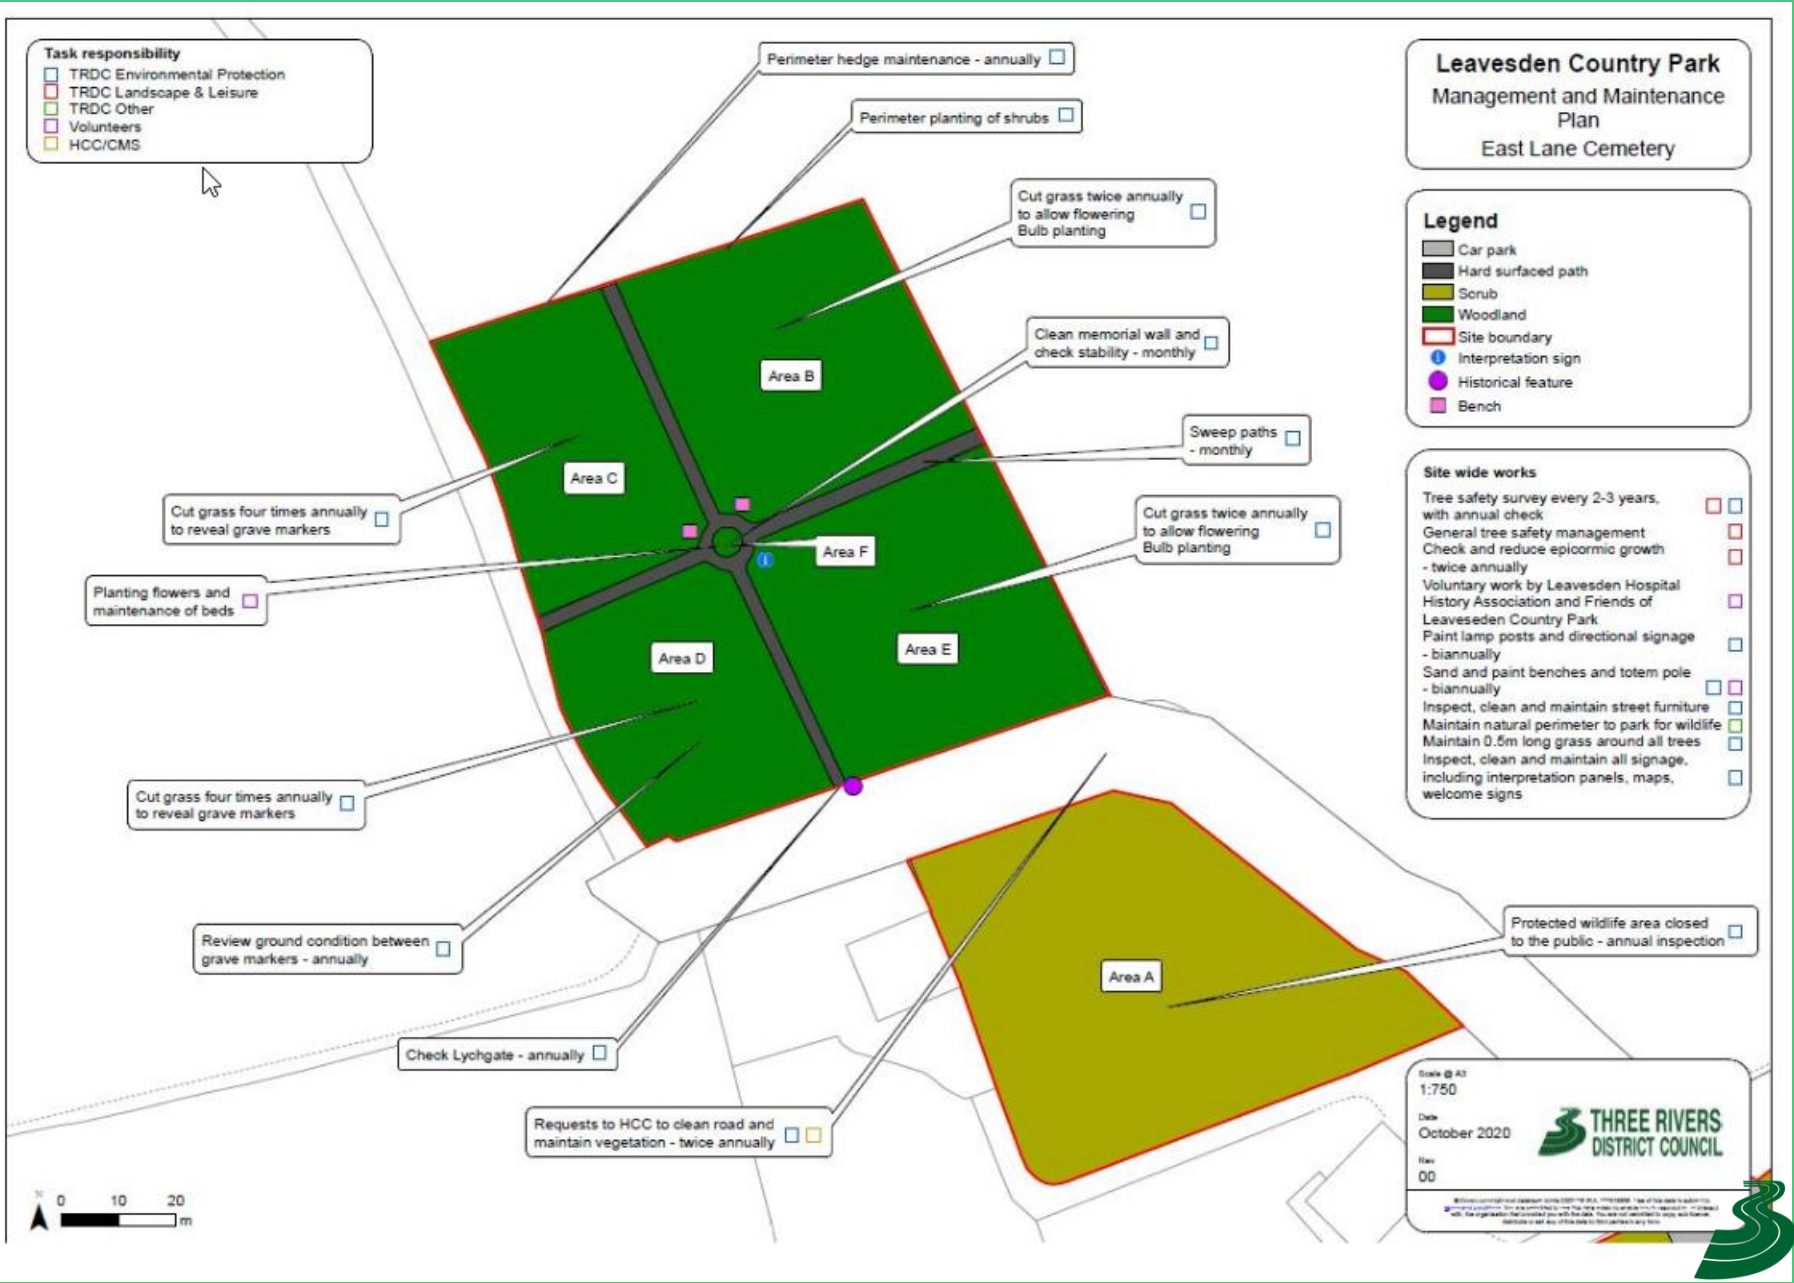 Task responsibility
TRDC Environmental Protection
TRDC Landscape & Leisure
TRDC Other
Volunteers
HCC/CMS
Perimeter hedge maintenance - annually
Perimeter planting of shrubs
Cut grass twice annually
to allow flowering
Bulb planting
Clean memorial wall and
check stability - monthly
Sweep paths
- monthly
Cut grass twice annually
to allow flowering
Bulb planting
Area B
Area C
Area F
Area D
Area E
Area A
Cut grass four times annually
to reveal grave markers
Planting flowers and
maintenance of beds
Cut grass four times annually
to reveal grave markers
Review ground condition between
grave markers - annually
Check Lychgate - annually
Requests to HCC to clean road and
maintain vegetation - twice annually
Protected wildlife area closed
to the public - annual inspection
Leavesden Country Park
Management and Maintenance
Plan
East Lane Cemetery
Legend
Car park
Hard surfaced path
Scrub
Woodland
Site boundary
Interpretation sign
Historical feature
Bench
Site wide works
Tree safety survey every 2-3 years,
with annual check
General tree safety management
Check and reduce epicormic growth
- twice annually
Voluntary work by Leavesden Hospital
History Association and Friends of
Leaveseden Country Park
Paint lamp posts and directional signage
- biannually
Sand and paint benches and totem pole
- biannually
Inspect, clean and maintain street furniture
Maintain natural perimeter to park for wildlife
Maintain 0.5m long grass around all trees
Inspect, clean and maintain all signage,
including interpretation panels, maps,
welcome signs
Scale @ A3
1:750
Date
October 2020
Rev
00
THREE RIVERS
DISTRICT COUNCIL
N
0 10 20
m